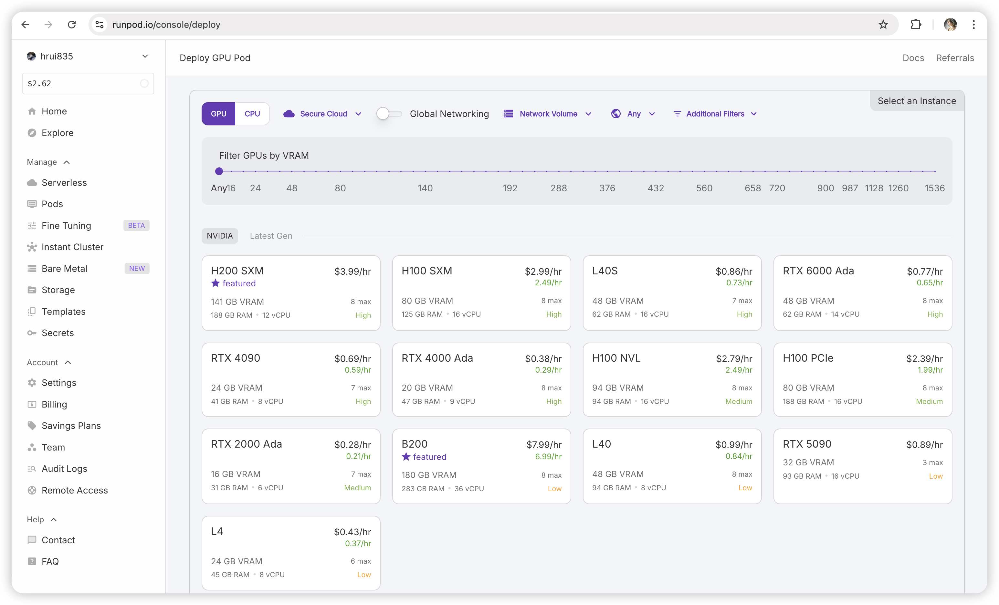 runpod.io/console/deploy
hrui835
$2.62
Home
Explore
Manage
Serverless
Pods
Fine Tuning BETA
Instant Cluster
Bare Metal NEW
Storage
Templates
Secrets
Account
Settings
Billing
Savings Plans
Team
Audit Logs
Remote Access
Help
Contact
FAQ
Deploy GPU Pod
Docs Referrals
Select an Instance
GPU CPU Secure Cloud Global Networking Network Volume Any Additional Filters
Filter GPUs by VRAM
Any 16 24 48 80 140 192 288 376 432 560 658 720 900 987 1128 1260 1536
NVIDIA Latest Gen
H200 SXM $3.99/hr
featured
141 GB VRAM 8 max
188 GB RAM • 12 vCPU High
H100 SXM $2.99/hr
2.49/hr
80 GB VRAM 8 max
125 GB RAM • 16 vCPU High
L40S $0.86/hr
0.73/hr
48 GB VRAM 7 max
62 GB RAM • 16 vCPU High
RTX 6000 Ada $0.77/hr
0.65/hr
48 GB VRAM 8 max
62 GB RAM • 14 vCPU High
RTX 4090 $0.69/hr
0.59/hr
24 GB VRAM 7 max
41 GB RAM • 8 vCPU High
RTX 4000 Ada $0.38/hr
0.29/hr
20 GB VRAM 8 max
47 GB RAM • 9 vCPU High
H100 NVL $2.79/hr
2.49/hr
94 GB VRAM 8 max
94 GB RAM • 16 vCPU Medium
H100 PCIe $2.39/hr
1.99/hr
80 GB VRAM 8 max
188 GB RAM • 16 vCPU Medium
RTX 2000 Ada $0.28/hr
0.21/hr
16 GB VRAM 7 max
31 GB RAM • 6 vCPU Medium
B200 $7.99/hr
featured 6.99/hr
180 GB VRAM 8 max
283 GB RAM • 36 vCPU Low
L40 $0.99/hr
0.84/hr
48 GB VRAM 8 max
94 GB RAM • 8 vCPU Low
RTX 5090 $0.89/hr
32 GB VRAM 3 max
93 GB RAM • 16 vCPU Low
L4 $0.43/hr
0.37/hr
24 GB VRAM 6 max
45 GB RAM • 8 vCPU Low